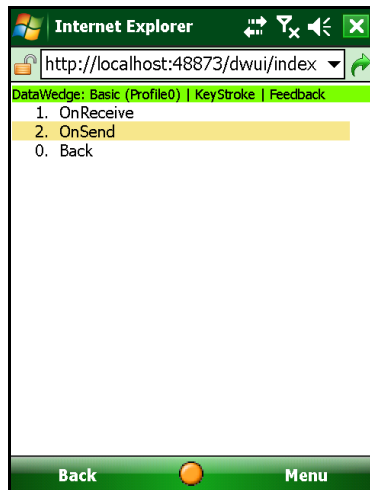 Internet Explorer
http://localhost:48873/dwui/index
DataWedge: Basic (Profile0) | KeyStroke | Feedback
1. OnReceive
2. OnSend
0. Back
Back Menu